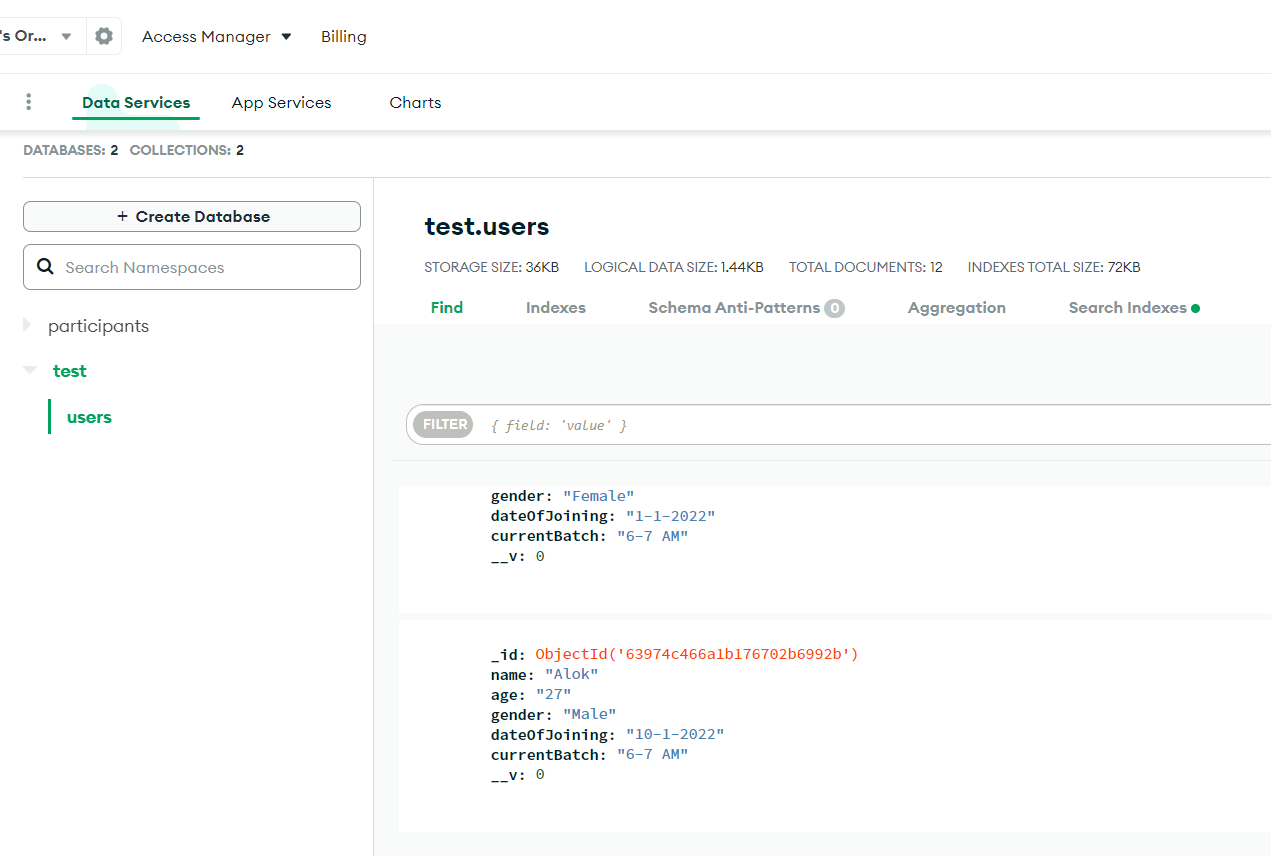 's Or... Access Manager Billing
Data Services App Services Charts
DATABASES: 2 COLLECTIONS: 2
+ Create Database
Search Namespaces
participants
test
users
test.users
STORAGE SIZE: 36KB LOGICAL DATA SIZE: 1.44KB TOTAL DOCUMENTS: 12 INDEXES TOTAL SIZE: 72KB
Find Indexes Schema Anti-Patterns 0 Aggregation Search Indexes
FILTER { field: 'value' }
gender: "Female"
dateOfJoining: "1-1-2022"
currentBatch: "6-7 AM"
__v: 0
_id: ObjectId('63974c466a1b176702b6992b')
name: "Alok"
age: "27"
gender: "Male"
dateOfJoining: "10-1-2022"
currentBatch: "6-7 AM"
__v: 0